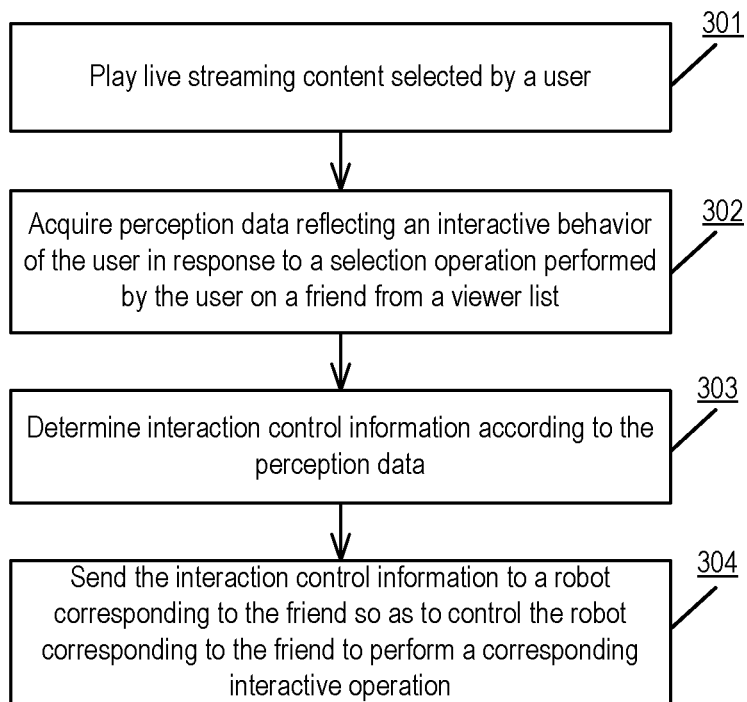 301
Play live streaming content selected by a user
302
Acquire perception data reflecting an interactive behavior
of the user in response to a selection operation performed
by the user on a friend from a viewer list
303
Determine interaction control information according to the
perception data
304
Send the interaction control information to a robot
corresponding to the friend so as to control the robot
corresponding to the friend to perform a corresponding
interactive operation